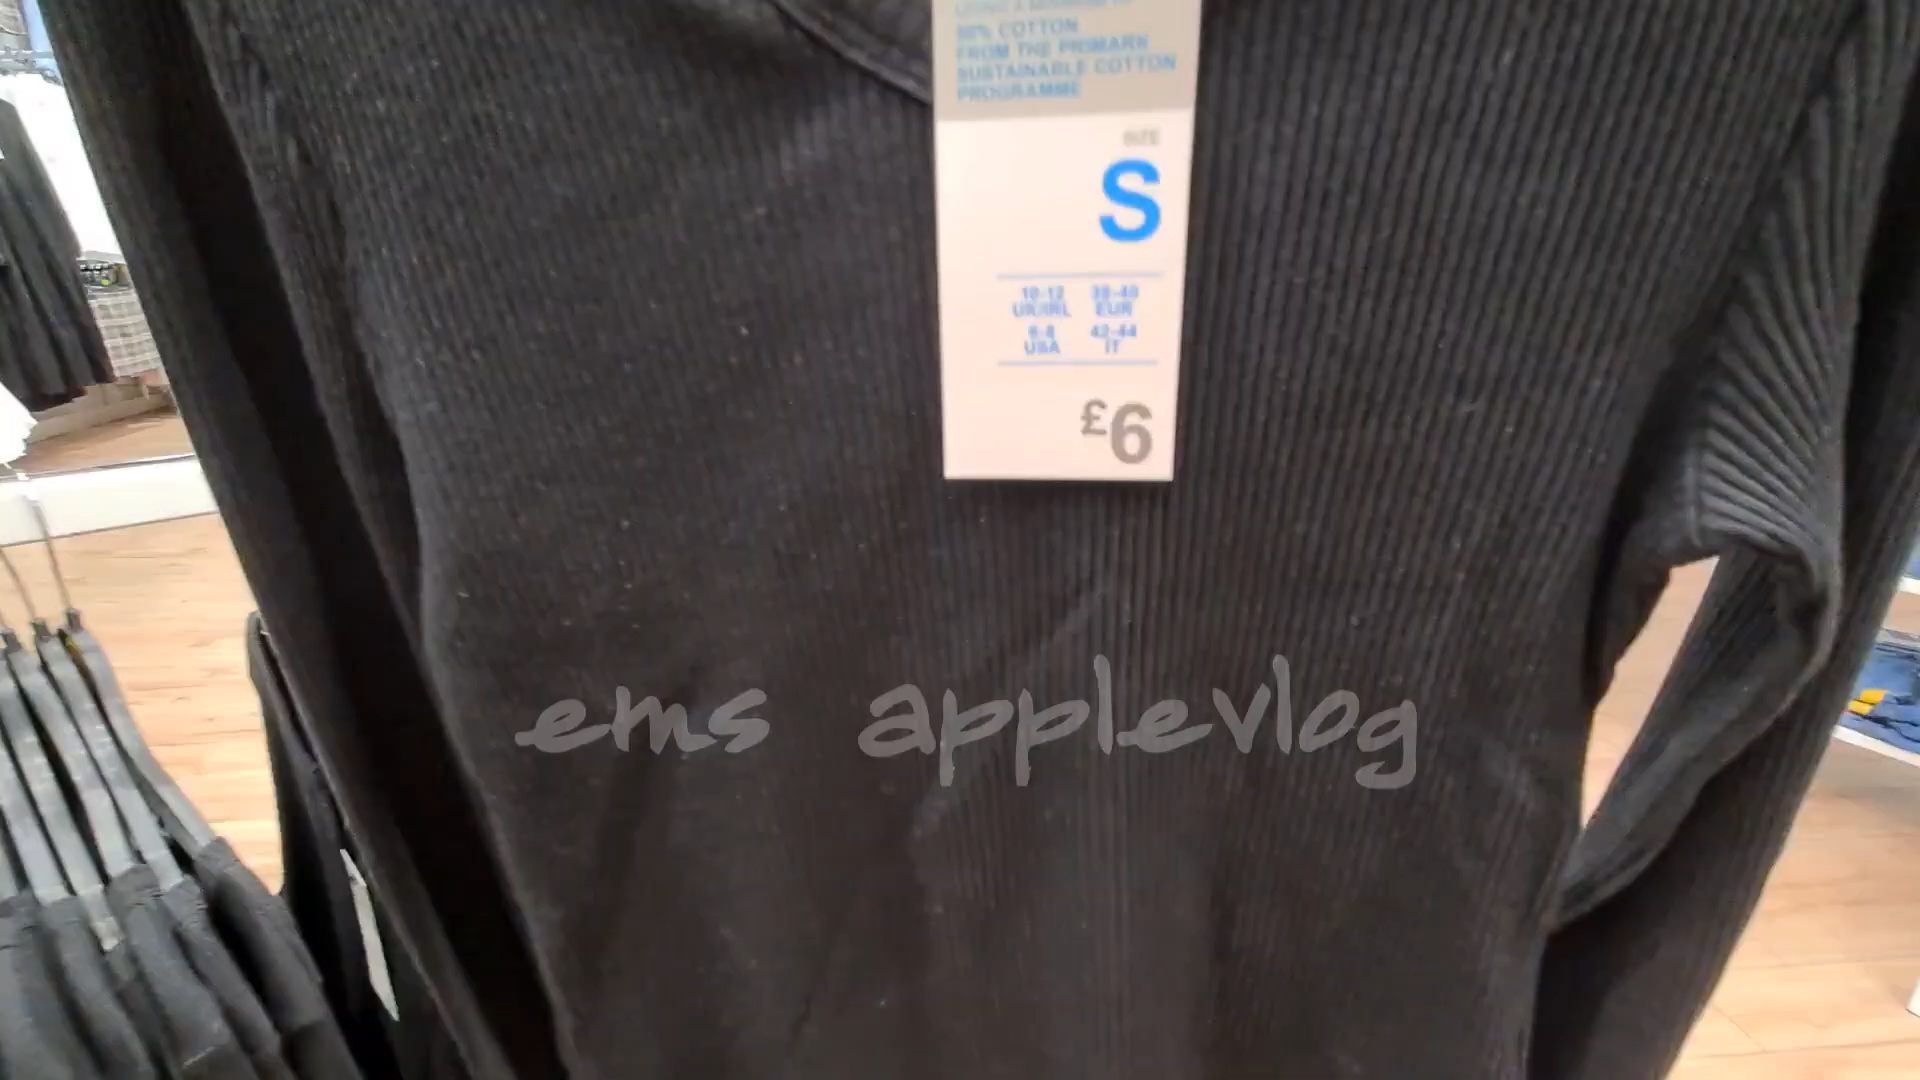 COTTON
FROM THE PRIMARK
SUSTAINABLE COTTON
PROGRAMME
SIZE
S
10-12 38-40
UK/IRL EUR
6-8 42-44
USA IT
£6
ems applevlog